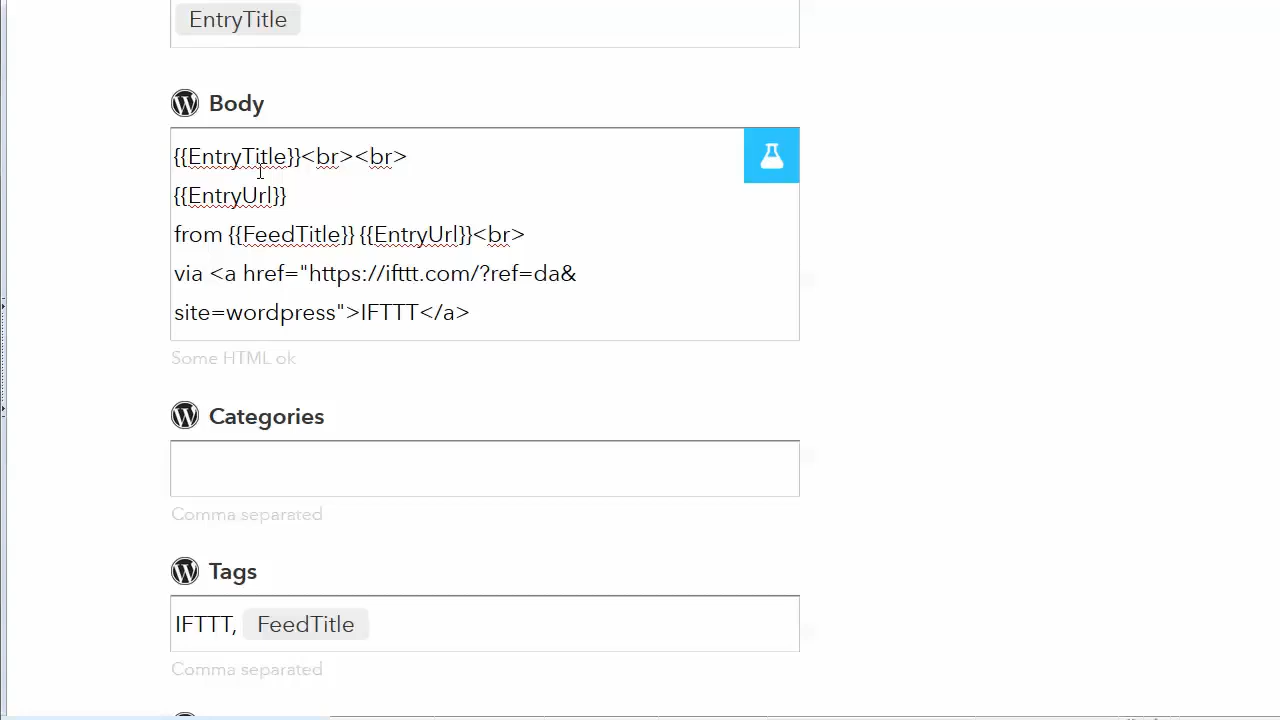 EntryTitle
Body
{{EntryTitle}}<br><br>
{{EntryUrl}}
from {{FeedTitle}} {{EntryUrl}}<br>
via <a href="https://ifttt.com/?ref=da&
site=wordpress">IFTTT</a>
Some HTML ok
Categories
Comma separated
Tags
IFTTT, FeedTitle
Comma separated